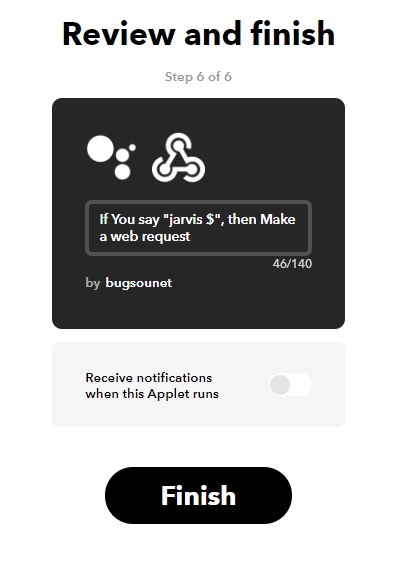 Review and finish
Step 6 of 6
If You say "jarvis $", then Make
a web request
46/140
by bugsounet
Receive notifications
when this Applet runs
Finish